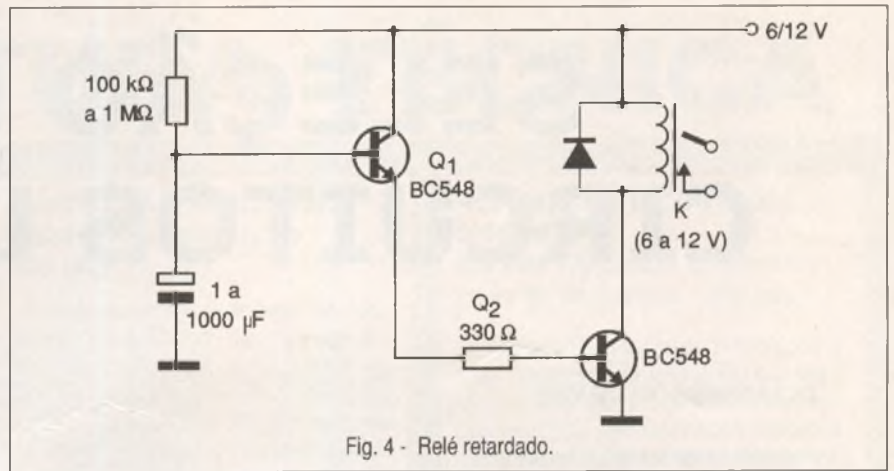 6/12 V
100 kΩ
a 1 MΩ
Q1
BC548
K
(6 a 12 V)
1 a
1000 µF
Q2
330 Ω
BC548
Fig. 4 - Relé retardado.